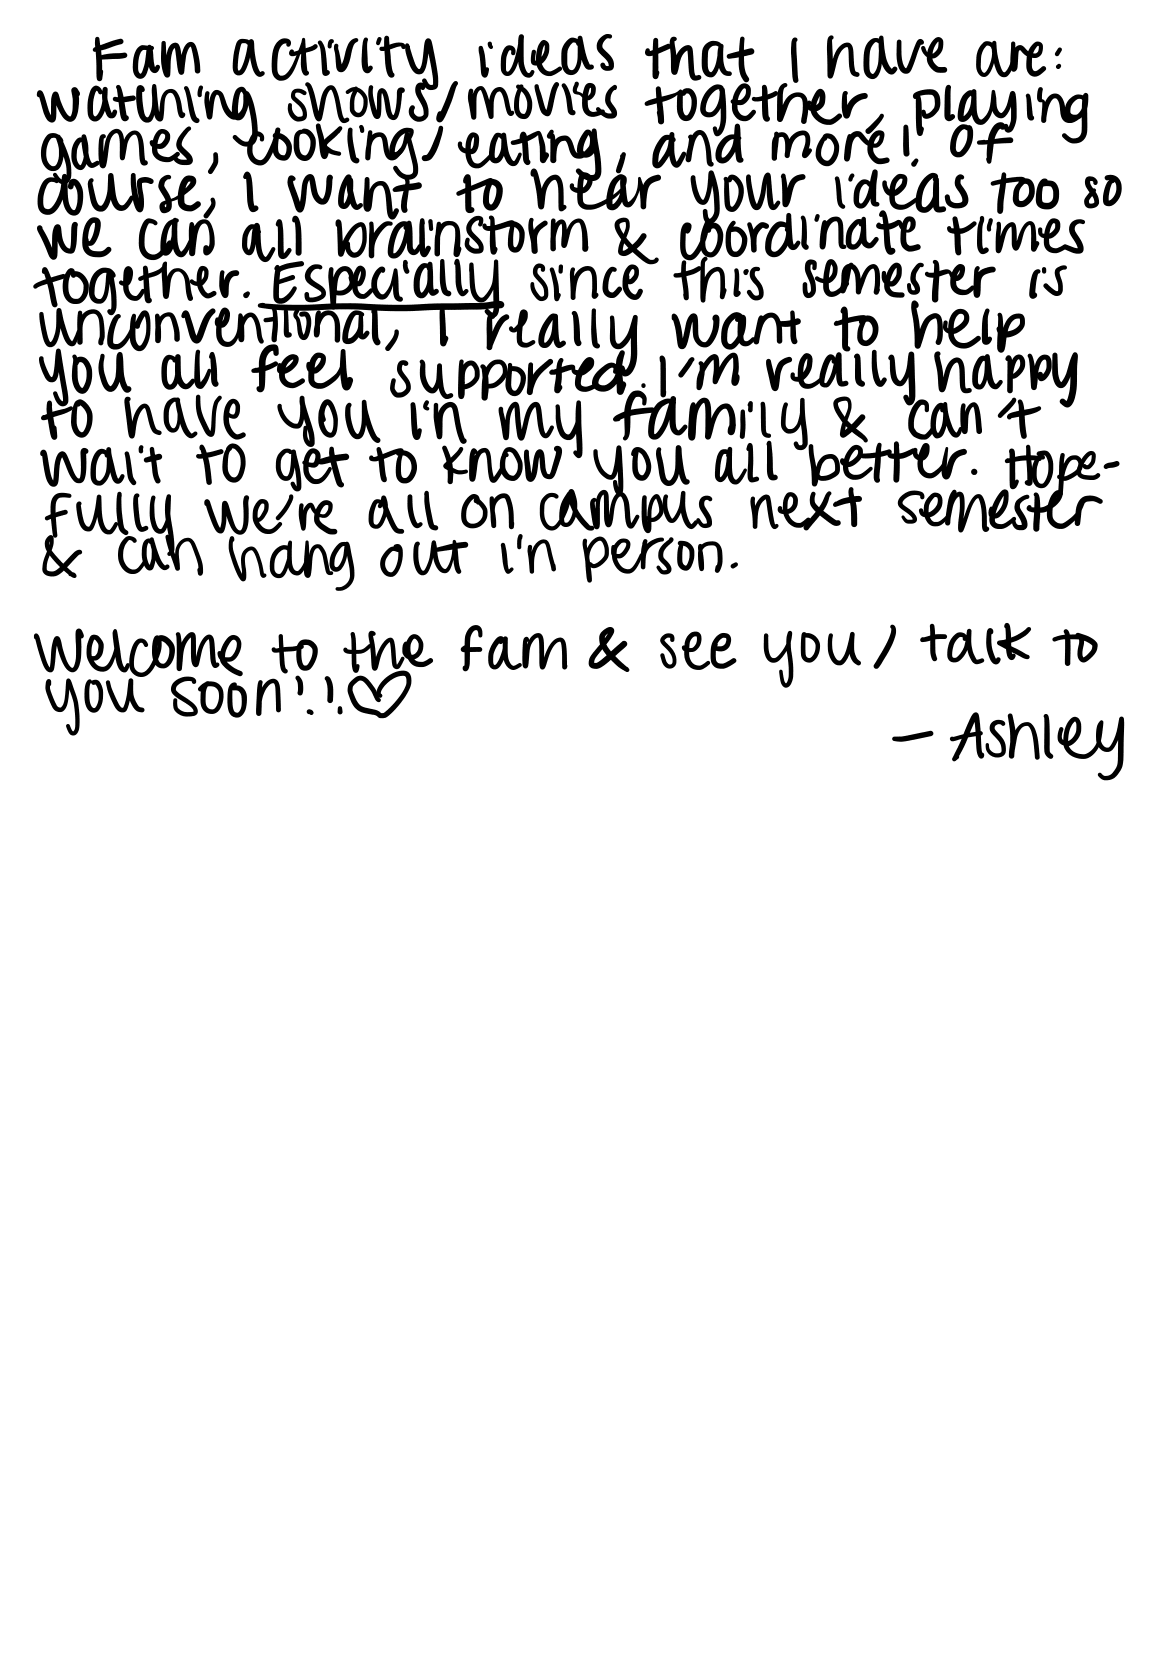 Fam activity ideas that I have are:
watching shows/movies together, playing
games, cooking/eating, and more! Of
course, I want to hear your ideas too so
we can all brainstorm & coordinate times
together. Especially since this semester is
unconventional, I really want to help
you all feel supported. I'm really happy
to have you in my family & can't
wait to get to know you all better. Hope-
fully we're all on campus next semester
& can hang out in person.
Welcome to the fam & see you/talk to
you soon!!♡
- Ashley